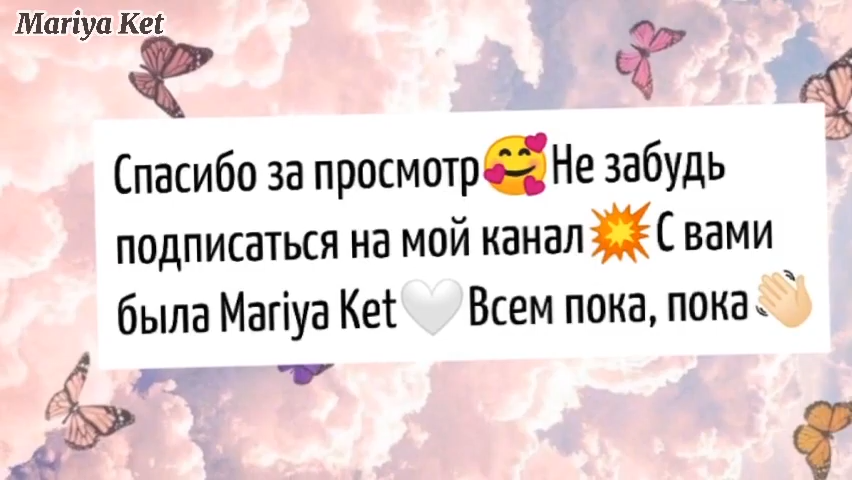 Mariya Ket
Спасибо за просмотр🥰Не забудь
подписаться на мой канал💥С вами
была Mariya Ket🤍Всем пока, пока👋🏻